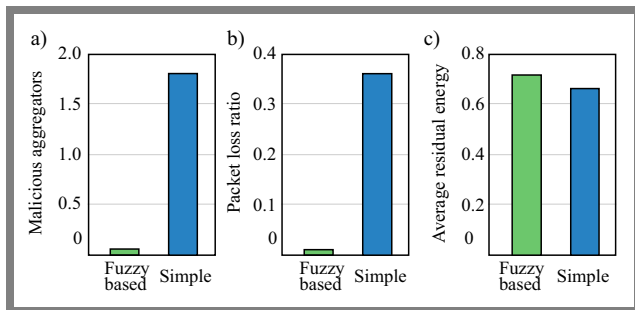 a)
Malicious aggregators
2.0
1.5
1.0
0.5
0
Fuzzy
based
Simple
b)
Packet loss ratio
0.4
0.3
0.2
0.1
0
Fuzzy
based
Simple
c)
Average residual energy
0.8
0.6
0.4
0.2
0
Fuzzy
based
Simple